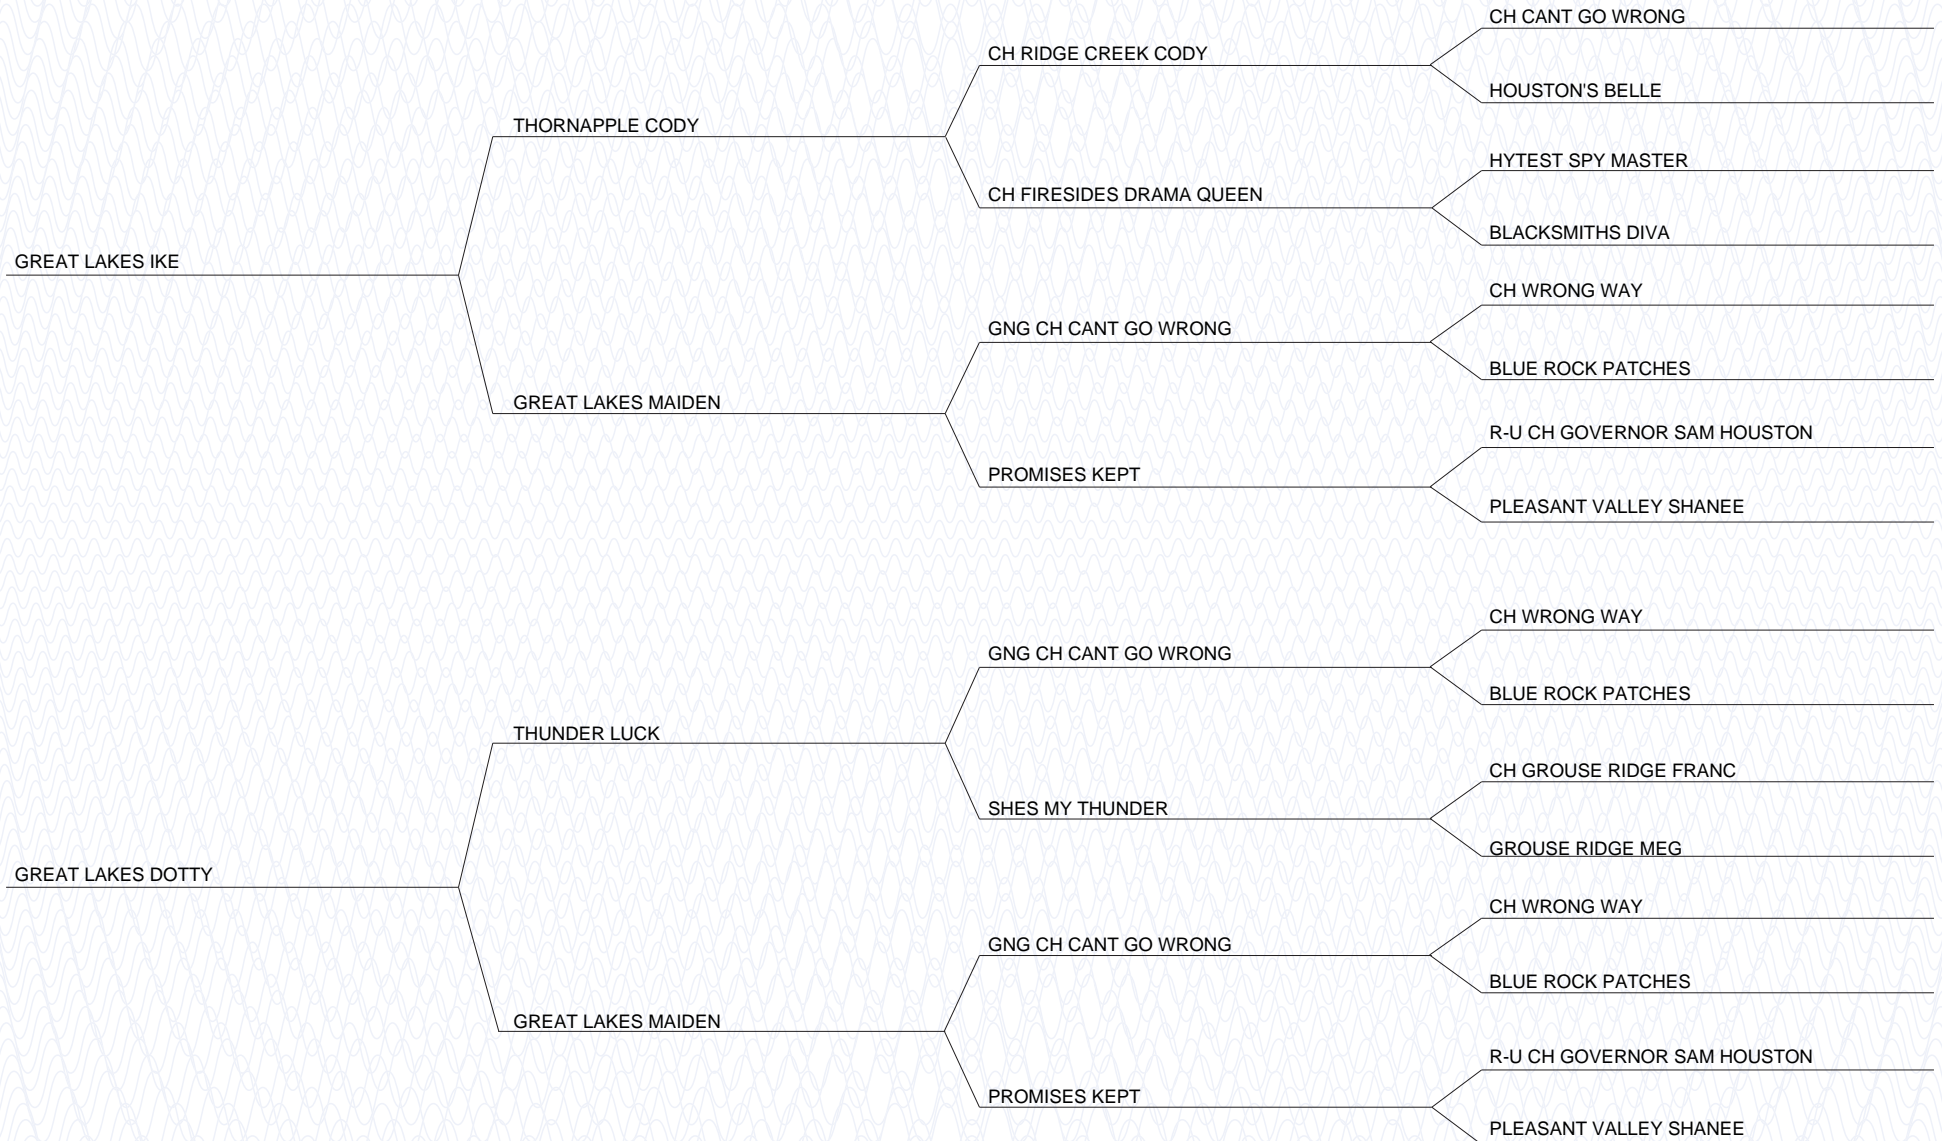 CH CANT GO WRONG
CH RIDGE CREEK CODY
HOUSTON'S BELLE
THORNAPPLE CODY
HYTEST SPY MASTER
CH FIRESIDES DRAMA QUEEN
BLACKSMITHS DIVA
GREAT LAKES IKE
CH WRONG WAY
GNG CH CANT GO WRONG
BLUE ROCK PATCHES
GREAT LAKES MAIDEN
R-U CH GOVERNOR SAM HOUSTON
PROMISES KEPT
PLEASANT VALLEY SHANEE
CH WRONG WAY
GNG CH CANT GO WRONG
BLUE ROCK PATCHES
THUNDER LUCK
CH GROUSE RIDGE FRANC
SHES MY THUNDER
GROUSE RIDGE MEG
GREAT LAKES DOTTY
CH WRONG WAY
GNG CH CANT GO WRONG
BLUE ROCK PATCHES
GREAT LAKES MAIDEN
R-U CH GOVERNOR SAM HOUSTON
PROMISES KEPT
PLEASANT VALLEY SHANEE